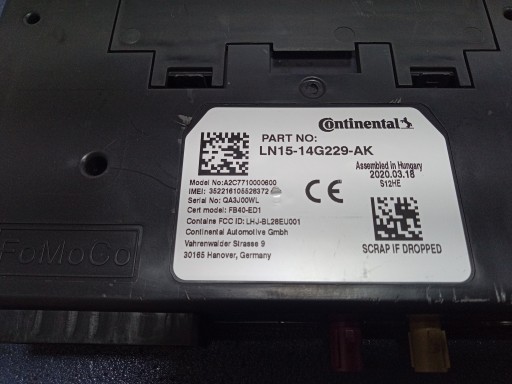 Continental
PART NO:
LN15-14G229-AK
Assembled in Hungary
2020.03.18
S12HE
Model No:A2C7710000600
IMEI: 352216105526372
Serial No: QA3J00WL
Cert model: FB40-ED1
Contains FCC ID: LHJ-BL28EU001
Continental Automotive Gmbh
Vahrenwalder Strasse 9
30165 Hanover, Germany
CE
SCRAP IF DROPPED
FoMoCo